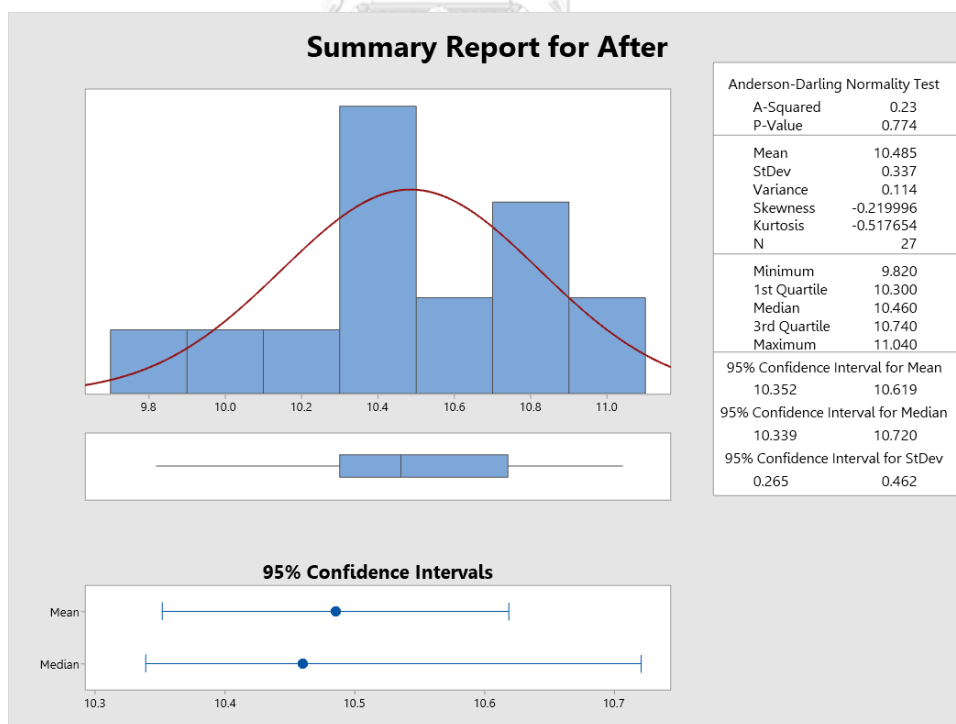 Summary Report for After
Anderson-Darling Normality Test
A-Squared 0.23
P-Value 0.774
Mean 10.485
StDev 0.337
Variance 0.114
Skewness -0.219996
Kurtosis -0.517654
N 27
Minimum 9.820
1st Quartile 10.300
Median 10.460
3rd Quartile 10.740
Maximum 11.040
95% Confidence Interval for Mean
10.352 10.619
95% Confidence Interval for Median
10.339 10.720
95% Confidence Interval for StDev
0.265 0.462
9.8 10.0 10.2 10.4 10.6 10.8 11.0
95% Confidence Intervals
Mean
Median
10.3 10.4 10.5 10.6 10.7